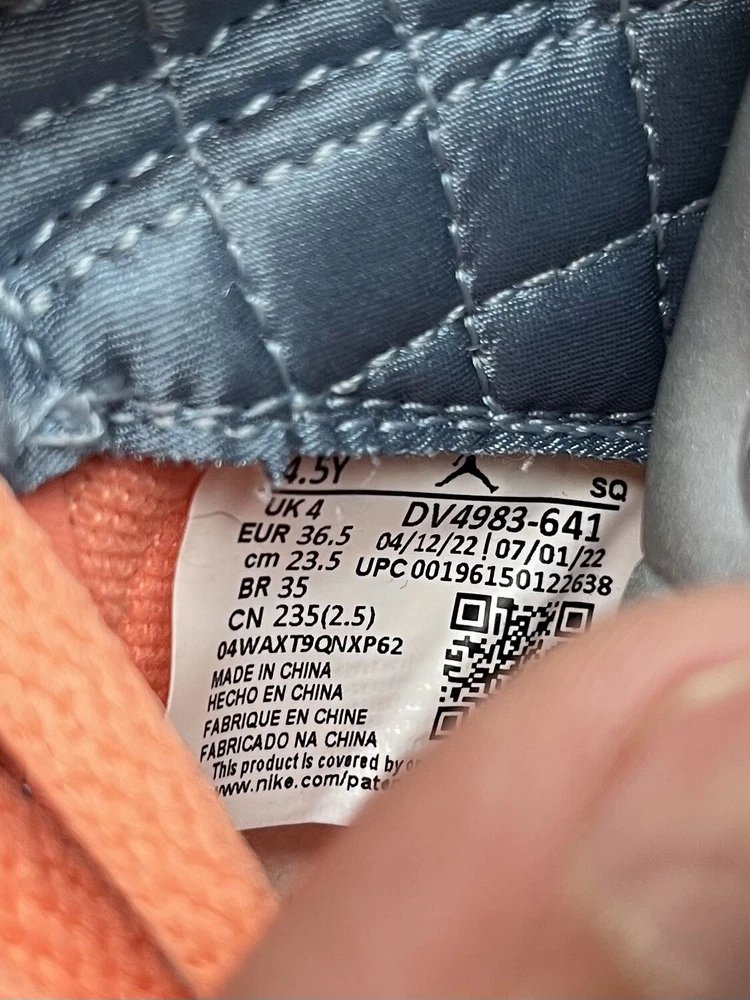 4.5Y
SQ
UK 4
DV4983-641
EUR 36.5
04/12/22 | 07/01/22
cm 23.5
UPC 00196150122638
BR 35
CN 235(2.5)
04WAXT9QNXP62
MADE IN CHINA
HECHO EN CHINA
FABRIQUE EN CHINE
FABRICADO NA CHINA
This product is covered by
www.nike.com/pate